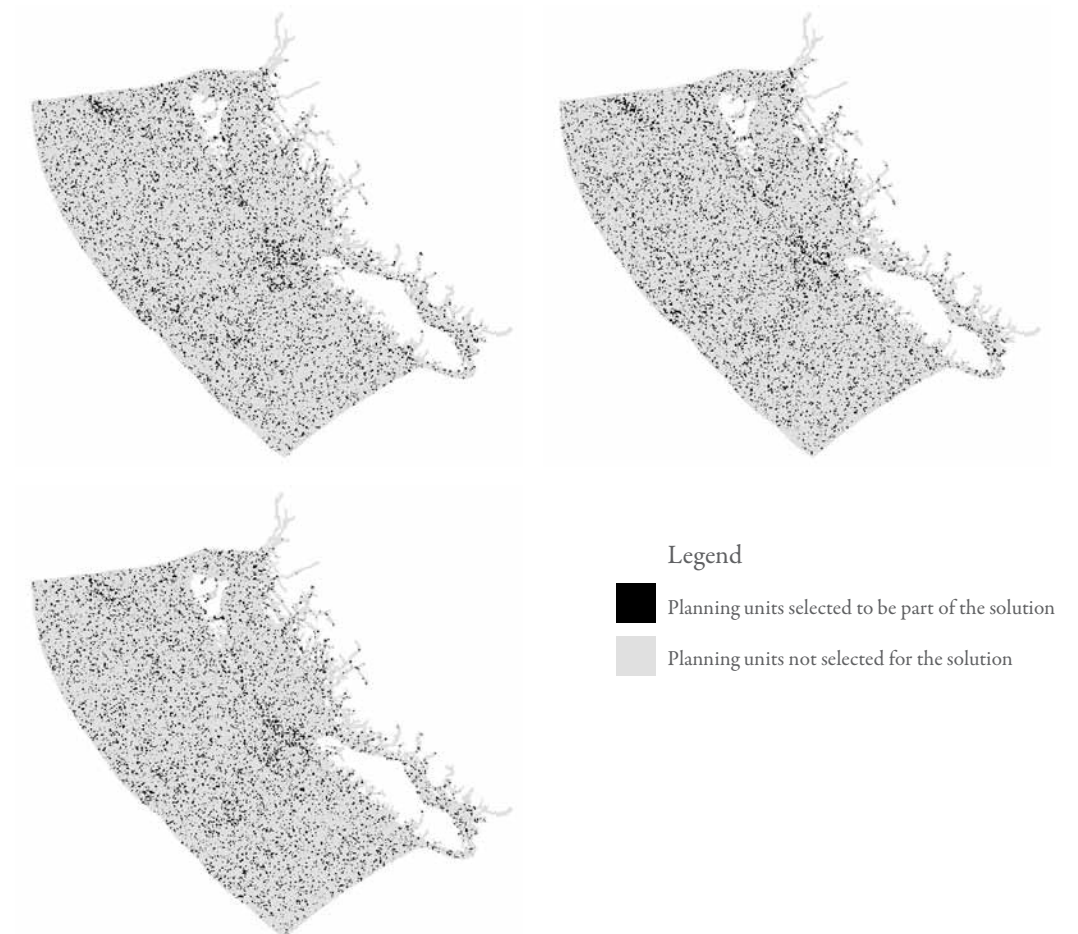 Legend
Planning units selected to be part of the solution
Planning units not selected for the solution